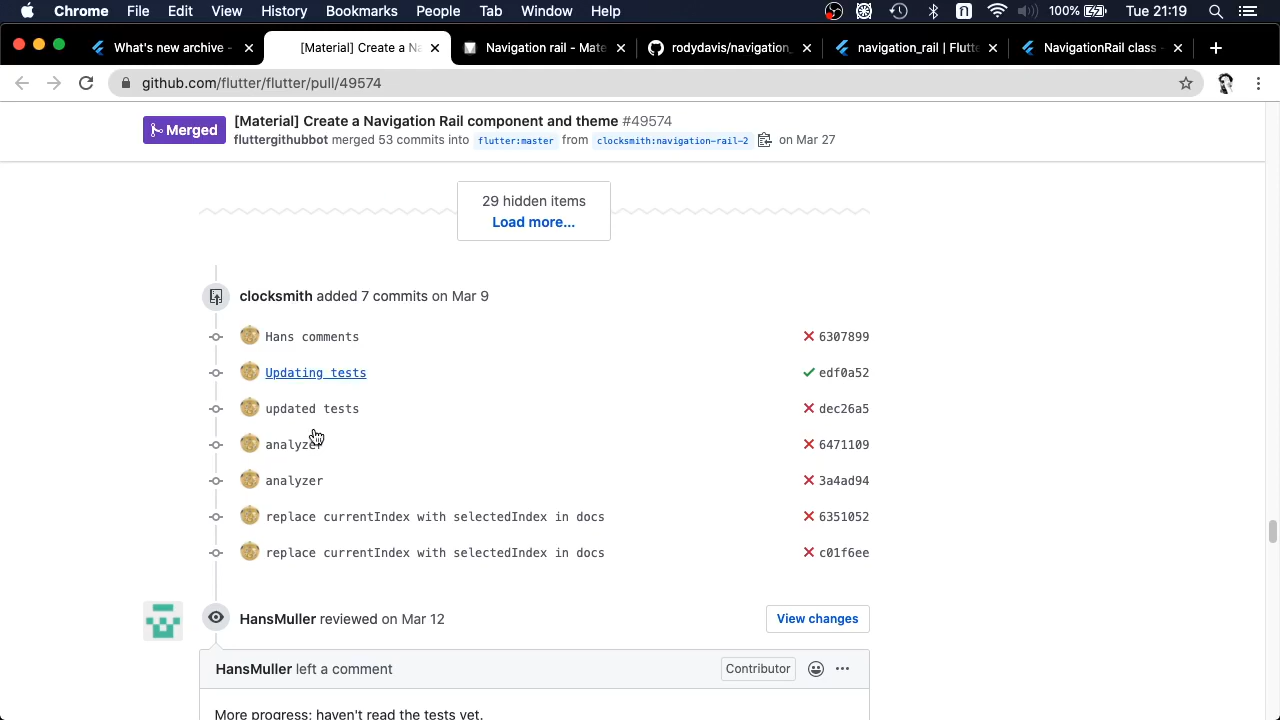 Chrome File Edit View History Bookmarks People Tab Window Help 100% Tue 21:19
What's new archive - [Material] Create a Na Navigation rail - Mate rodydavis/navigation_ navigation_rail | Flutte NavigationRail class
github.com/flutter/flutter/pull/49574
Merged
[Material] Create a Navigation Rail component and theme #49574
fluttergithubbot merged 53 commits into flutter:master from clocksmith:navigation-rail-2 on Mar 27
29 hidden items
Load more...
clocksmith added 7 commits on Mar 9
Hans comments 6307899
Updating tests edf0a52
updated tests dec26a5
analyzer 6471109
analyzer 3a4ad94
replace currentIndex with selectedIndex in docs 6351052
replace currentIndex with selectedIndex in docs c01f6ee
HansMuller reviewed on Mar 12 View changes
HansMuller left a comment Contributor
More progress; haven't read the tests yet.